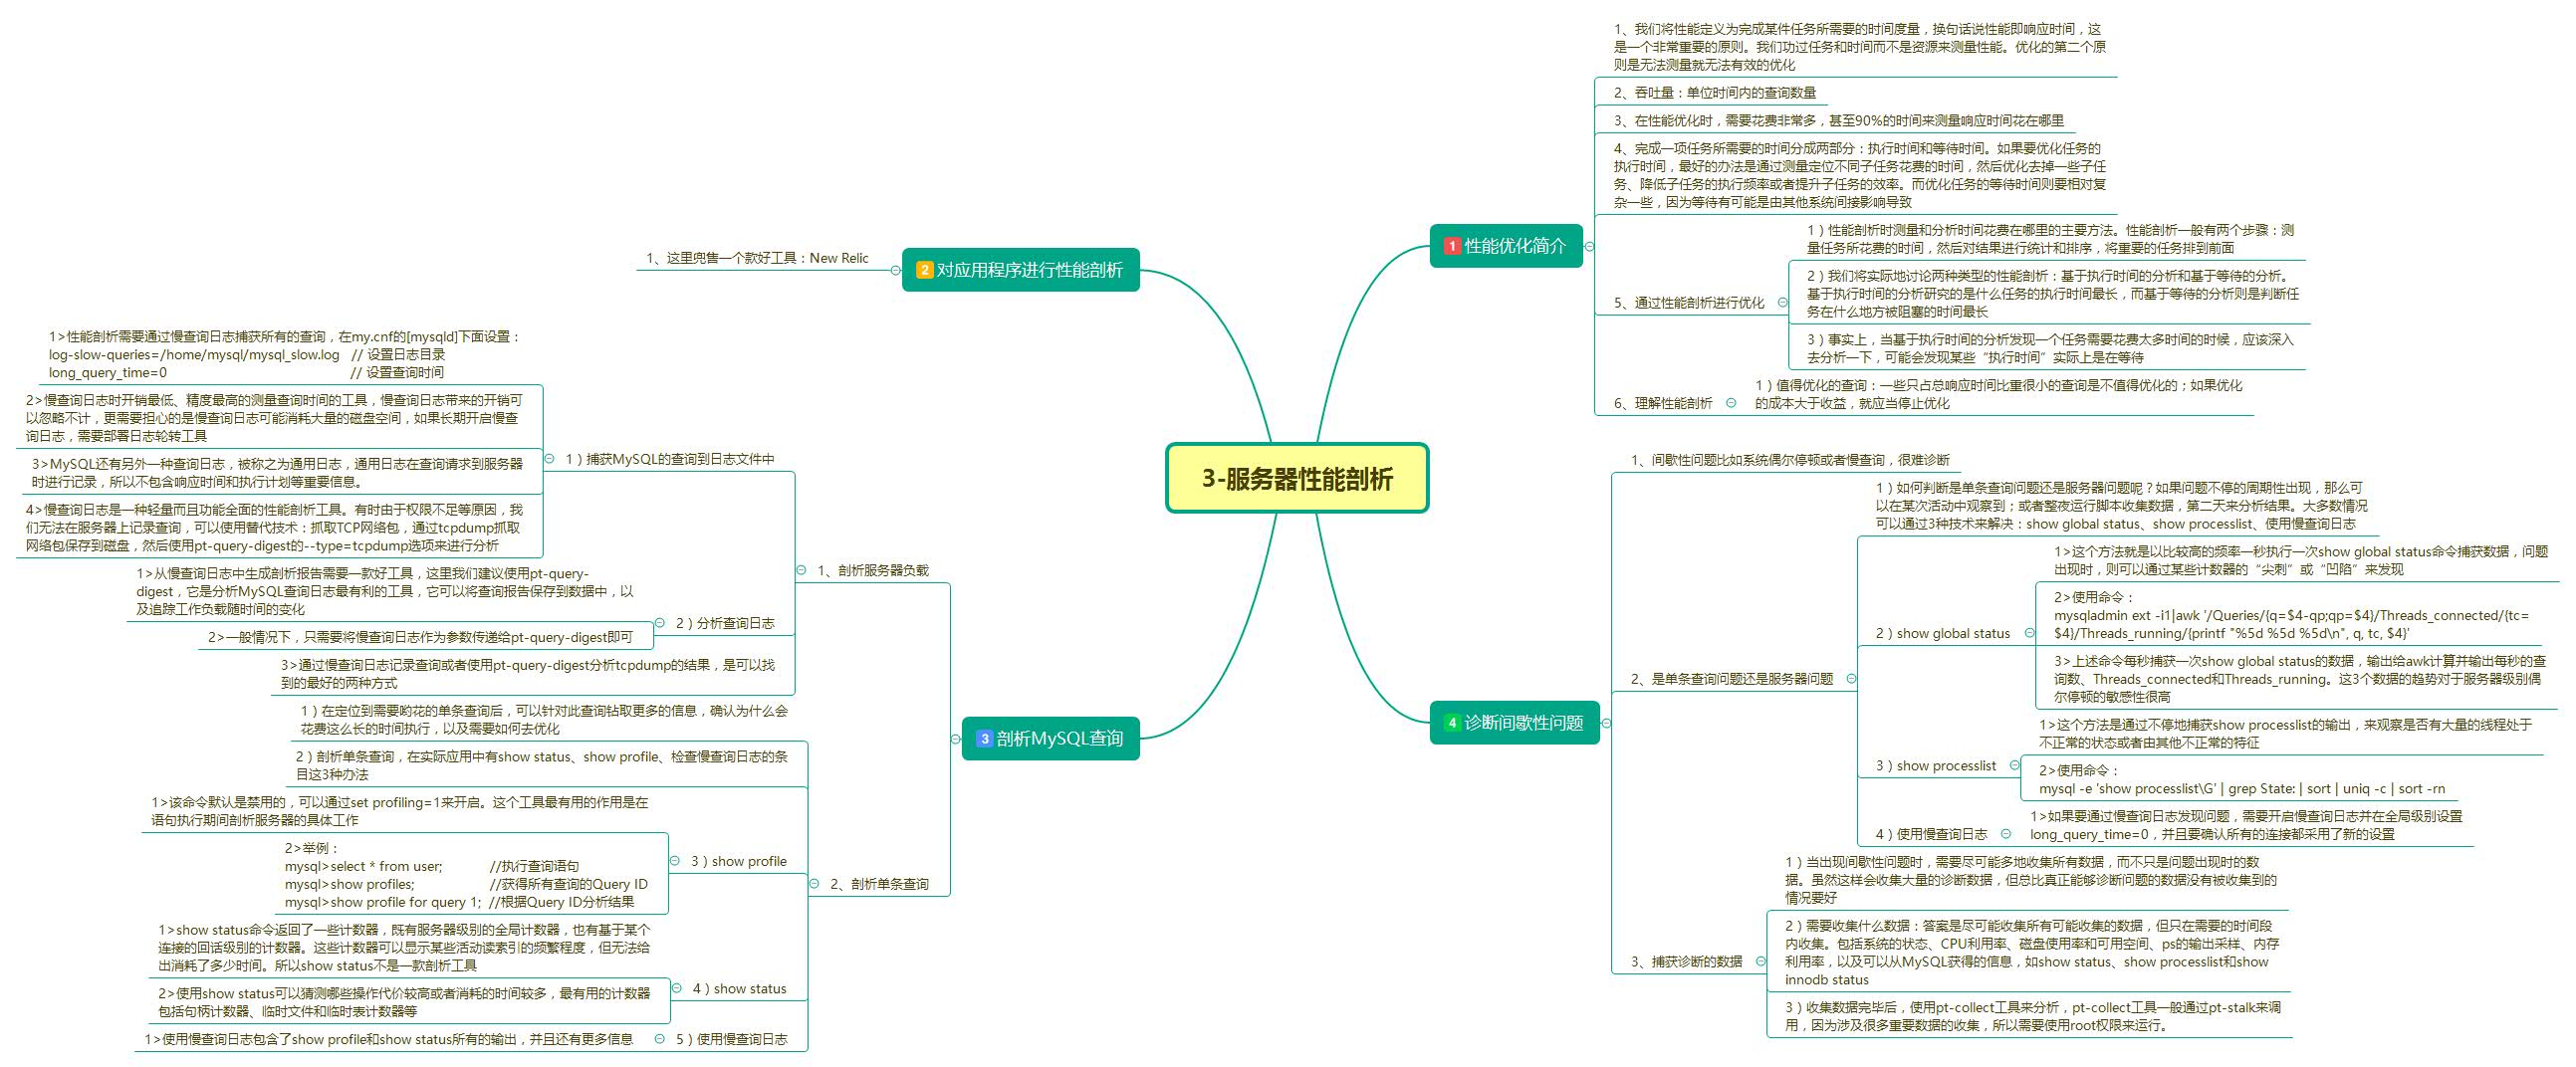 3-服务器性能剖析
1 性能优化简介
1、我们将性能定义为完成某件任务所需要的时间度量，换句话说性能即响应时间，这
是一个非常重要的原则。我们功过任务和时间而不是资源来测量性能。优化的第二个原
则是无法测量就无法有效的优化
2、吞吐量：单位时间内的查询数量
3、在性能优化时，需要花费非常多，甚至90%的时间来测量响应时间花在哪里
4、完成一项任务所需要的时间分成两部分：执行时间和等待时间。如果要优化任务的
执行时间，最好的办法是通过测量定位不同子任务花费的时间，然后优化去掉一些子任
务、降低子任务的执行频率或者提升子任务的效率。而优化任务的等待时间则要相对复
杂一些，因为等待有可能是由其他系统间接影响导致
5、通过性能剖析进行优化
1）性能剖析时测量和分析时间花费在哪里的主要方法。性能剖析一般有两个步骤：测
量任务所花费的时间，然后对结果进行统计和排序，将重要的任务排到前面
2）我们将实际地讨论两种类型的性能剖析：基于执行时间的分析和基于等待的分析。
基于执行时间的分析研究的是什么任务的执行时间最长，而基于等待的分析则是判断任
务在什么地方被阻塞的时间最长
3）事实上，当基于执行时间的分析发现一个任务需要花费太多时间的时候，应该深入
去分析一下，可能会发现某些“执行时间”实际上是在等待
6、理解性能剖析
1）值得优化的查询：一些只占总响应时间比重很小的查询是不值得优化的；如果优化
的成本大于收益，就应当停止优化
2 对应用程序进行性能剖析
1、这里兜售一个款好工具：New Relic
3 剖析MySQL查询
1、剖析服务器负载
1）捕获MySQL的查询到日志文件中
1>性能剖析需要通过慢查询日志捕获所有的查询，在my.cnf的[mysqld]下面设置：
log-slow-queries=/home/mysql/mysql_slow.log // 设置日志目录
long_query_time=0 // 设置查询时间
2>慢查询日志时开销最低、精度最高的测量查询时间的工具，慢查询日志带来的开销可
以忽略不计，更需要担心的是慢查询日志可能消耗大量的磁盘空间，如果长期开启慢查
询日志，需要部署日志轮转工具
3>MySQL还有另外一种查询日志，被称之为通用日志，通用日志在查询请求到服务器
时进行记录，所以不包含响应时间和执行计划等重要信息。
4>慢查询日志是一种轻量而且功能全面的性能剖析工具。有时由于权限不足等原因，我
们无法在服务器上记录查询，可以使用替代技术：抓取TCP网络包，通过tcpdump抓取
网络包保存到磁盘，然后使用pt-query-digest的--type=tcpdump选项来进行分析
2）分析查询日志
1>从慢查询日志中生成剖析报告需要一款好工具，这里我们建议使用pt-query-
digest，它是分析MySQL查询日志最有利的工具，它可以将查询报告保存到数据中，以
及追踪工作负载随时间的变化
2>一般情况下，只需要将慢查询日志作为参数传递给pt-query-digest即可
3>通过慢查询日志记录查询或者使用pt-query-digest分析tcpdump的结果，是可以找
到的最好的两种方式
2、剖析单条查询
1）在定位到需要哟花的单条查询后，可以针对此查询钻取更多的信息，确认为什么会
花费这么长的时间执行，以及需要如何去优化
2）剖析单条查询，在实际应用中有show status、show profile、检查慢查询日志的条
目这3种办法
3）show profile
1>该命令默认是禁用的，可以通过set profiling=1来开启。这个工具最有用的作用是在
语句执行期间剖析服务器的具体工作
2>举例：
mysql>select * from user; //执行查询语句
mysql>show profiles; //获得所有查询的Query ID
mysql>show profile for query 1; //根据Query ID分析结果
4）show status
1>show status命令返回了一些计数器，既有服务器级别的全局计数器，也有基于某个
连接的回话级别的计数器。这些计数器可以显示某些活动读索引的频繁程度，但无法给
出消耗了多少时间。所以show status不是一款剖析工具
2>使用show status可以猜测哪些操作代价较高或者消耗的时间较多，最有用的计数器
包括句柄计数器、临时文件和临时表计数器等
5）使用慢查询日志
1>使用慢查询日志包含了show profile和show status所有的输出，并且还有更多信息
4 诊断间歇性问题
1、间歇性问题比如系统偶尔停顿或者慢查询，很难诊断
2、是单条查询问题还是服务器问题
1）如何判断是单条查询问题还是服务器问题呢？如果问题不停的周期性出现，那么可
以在某次活动中观察到；或者整夜运行脚本收集数据，第二天来分析结果。大多数情况
可以通过3种技术来解决：show global status、show processlist、使用慢查询日志
2）show global status
1>这个方法就是以比较高的频率一秒执行一次show global status命令捕获数据，问题
出现时，则可以通过某些计数器的“尖刺”或“凹陷”来发现
2>使用命令：
mysqladmin ext -i1|awk '/Queries/{q=$4-qp;qp=$4}/Threads_connected/{tc=
$4}/Threads_running/{printf "%5d %5d %5d\n", q, tc, $4}'
3>上述命令每秒捕获一次show global status的数据，输出给awk计算并输出每秒的查
询数、Threads_connected和Threads_running。这3个数据的趋势对于服务器级别偶
尔停顿的敏感性很高
3）show processlist
1>这个方法是通过不停地捕获show processlist的输出，来观察是否有大量的线程处于
不正常的状态或者由其他不正常的特征
2>使用命令：
mysql -e 'show processlist\G' | grep State: | sort | uniq -c | sort -rn
4）使用慢查询日志
1>如果要通过慢查询日志发现问题，需要开启慢查询日志并在全局级别设置
long_query_time=0，并且要确认所有的连接都采用了新的设置
3、捕获诊断的数据
1）当出现间歇性问题时，需要尽可能多地收集所有数据，而不只是问题出现时的数
据。虽然这样会收集大量的诊断数据，但总比真正能够诊断问题的数据没有被收集到的
情况要好
2）需要收集什么数据：答案是尽可能收集所有可能收集的数据，但只在需要的时间段
内收集。包括系统的状态、CPU利用率、磁盘使用率和可用空间、ps的输出采样、内存
利用率，以及可以从MySQL获得的信息，如show status、show processlist和show
innodb status
3）收集数据完毕后，使用pt-collect工具来分析，pt-collect工具一般通过pt-stalk来调
用，因为涉及很多重要数据的收集，所以需要使用root权限来运行。